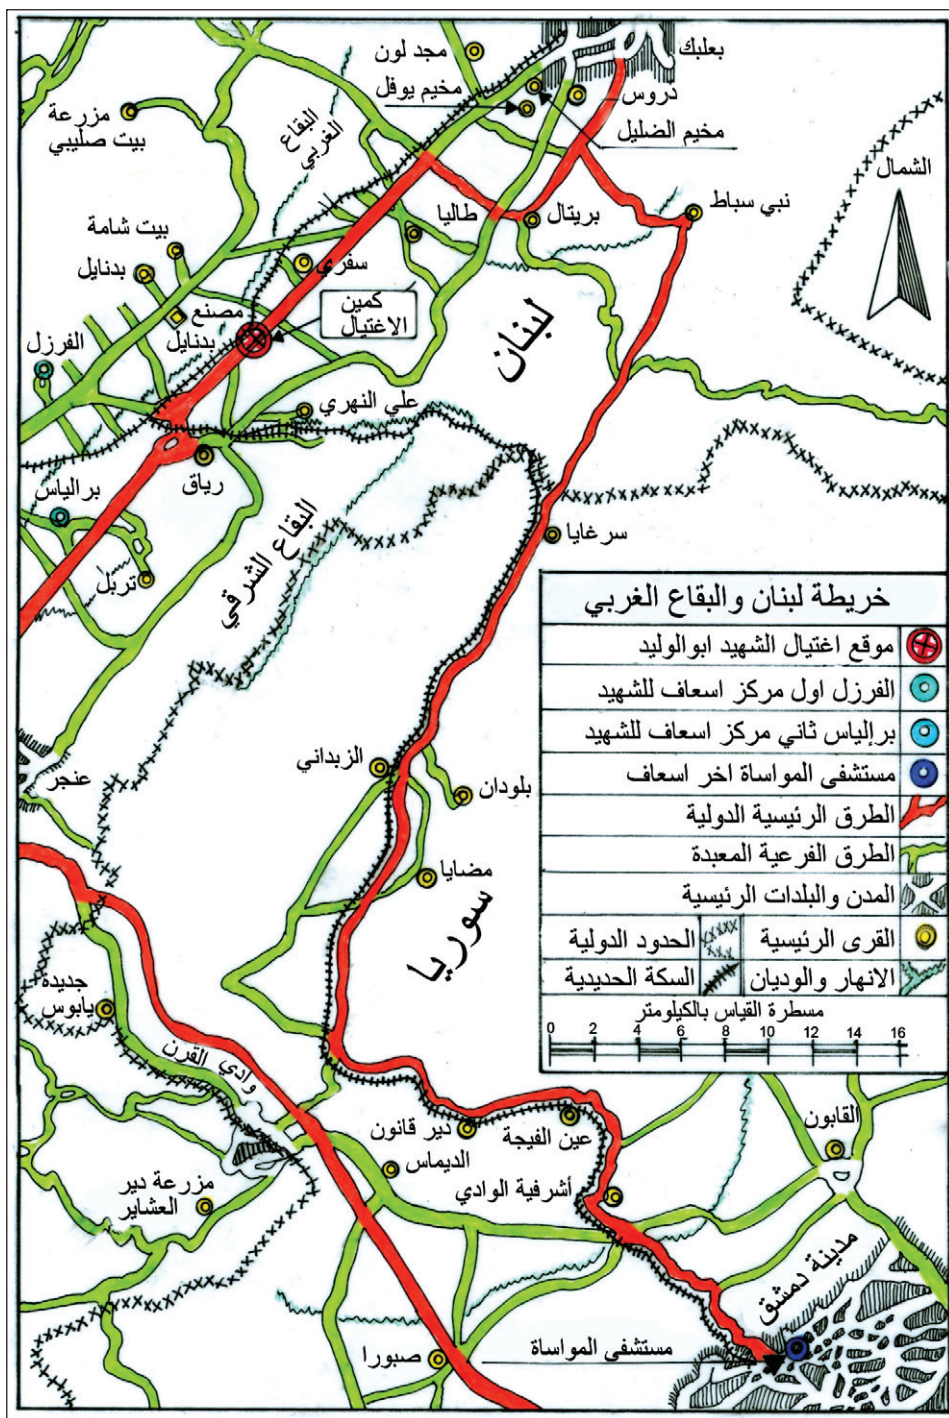 بعلبك
مجد لون
مخيم يوفل
دروس
مخيم الضليل
مزرعة
بيت صليبي
البقاع
الغربي
الشمال
نبي سباط
بريتال
طاليا
بيت شامة
بدنايل
سفري
كمين
الاغتيال
مصنع
بدنايل
لبنان
الفرزل
علي النهري
رياق
برالياس
تربل
البقاع الشرقي
سرغايا
خريطة لبنان والبقاع الغربي
موقع اغتيال الشهيد ابوالوليد
الفرزل اول مركز اسعاف للشهيد
برإلياس ثاني مركز اسعاف للشهيد
مستشفى المواساة اخر اسعاف
الطرق الرئيسية الدولية
الطرق الفرعية المعبدة
المدن والبلدات الرئيسية
القرى الرئيسية
الحدود الدولية
الانهار والوديان
السكة الحديدية
مسطرة القياس بالكيلومتر
0 2 4 6 8 10 12 14 16
عنجر
الزبداني
بلودان
مضايا
سوريا
جديدة
يابوس
وادي القرن
دير قانون
عين الفيجة
القابون
الديماس
أشرفية الوادي
مزرعة دير
العشاير
مدينة دمشق
مستشفى المواساة
صبورا